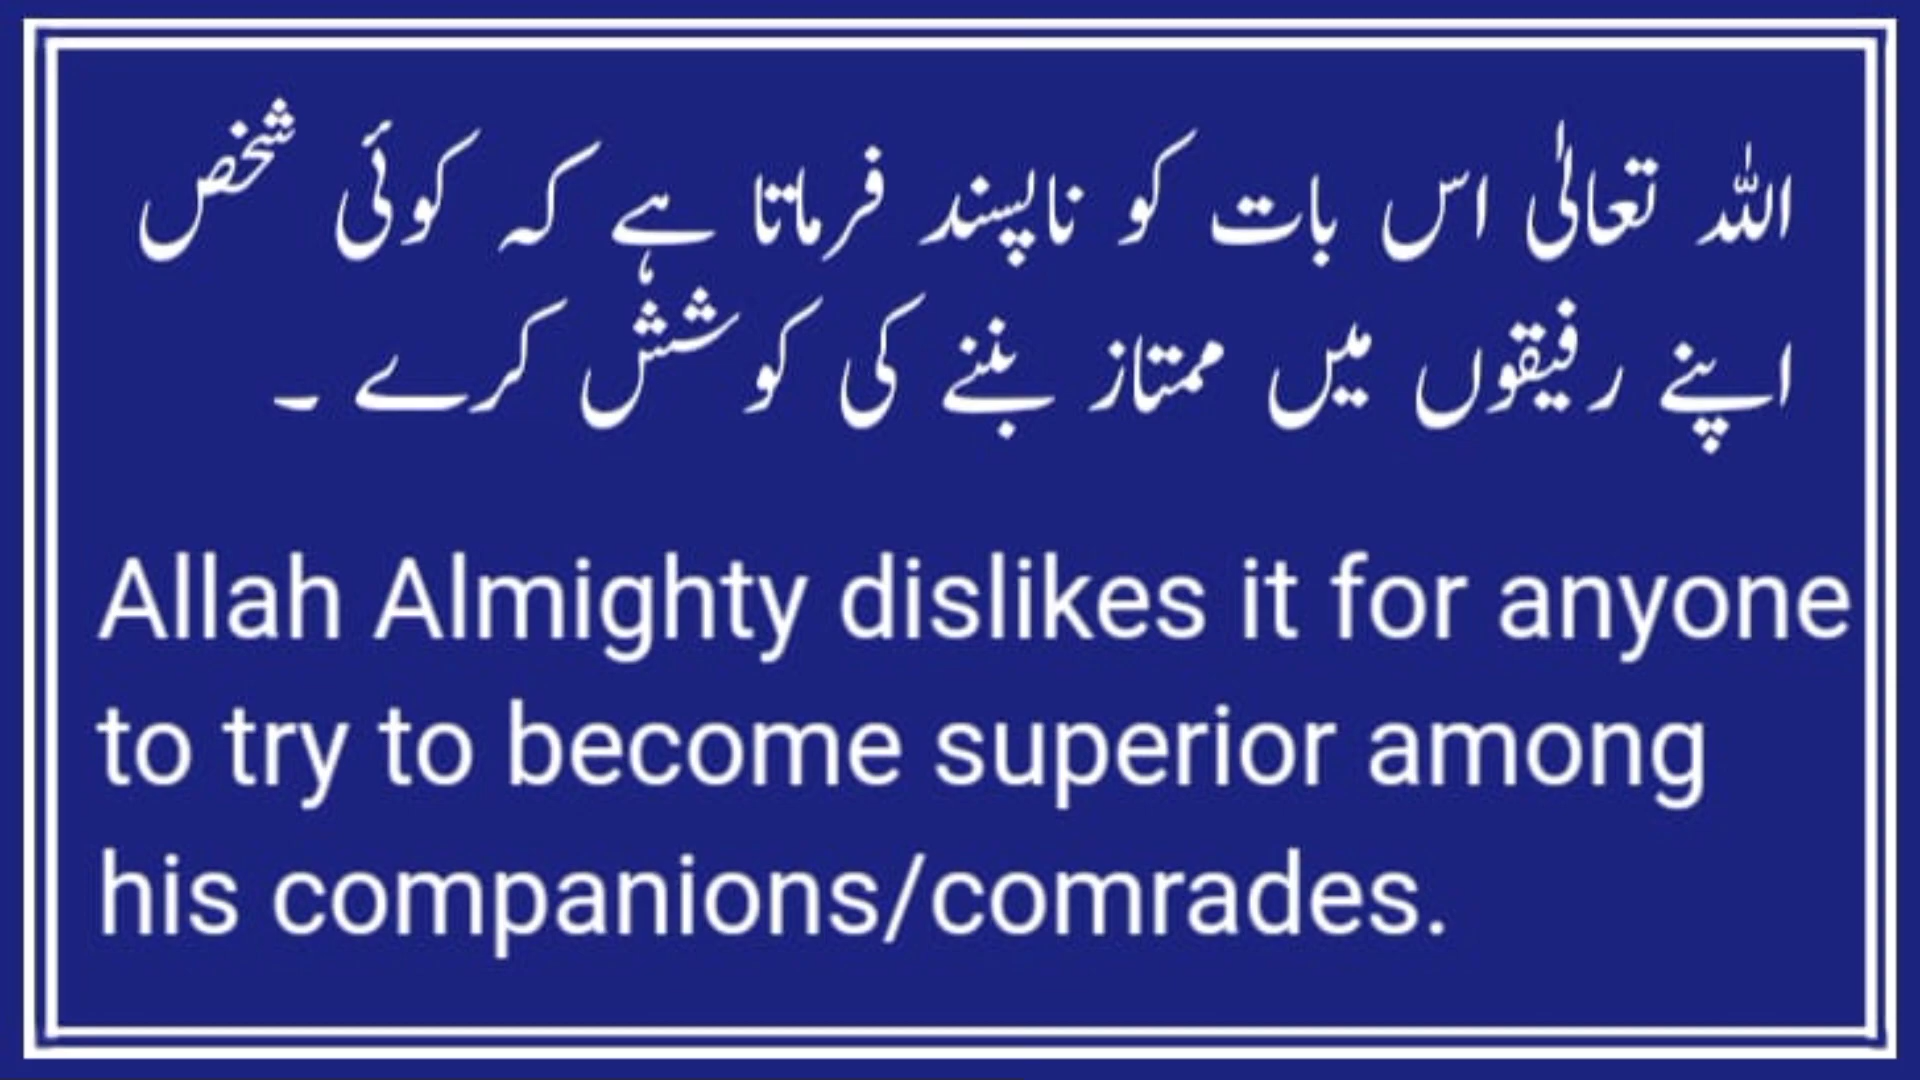 اللہ تعالٰی اس بات کو ناپسند فرماتا ہے کہ کوئی شخص
اپنے رفیقوں میں ممتاز بننے کی کوشش کرے ۔
Allah Almighty dislikes it for anyone
to try to become superior among
his companions/comrades.